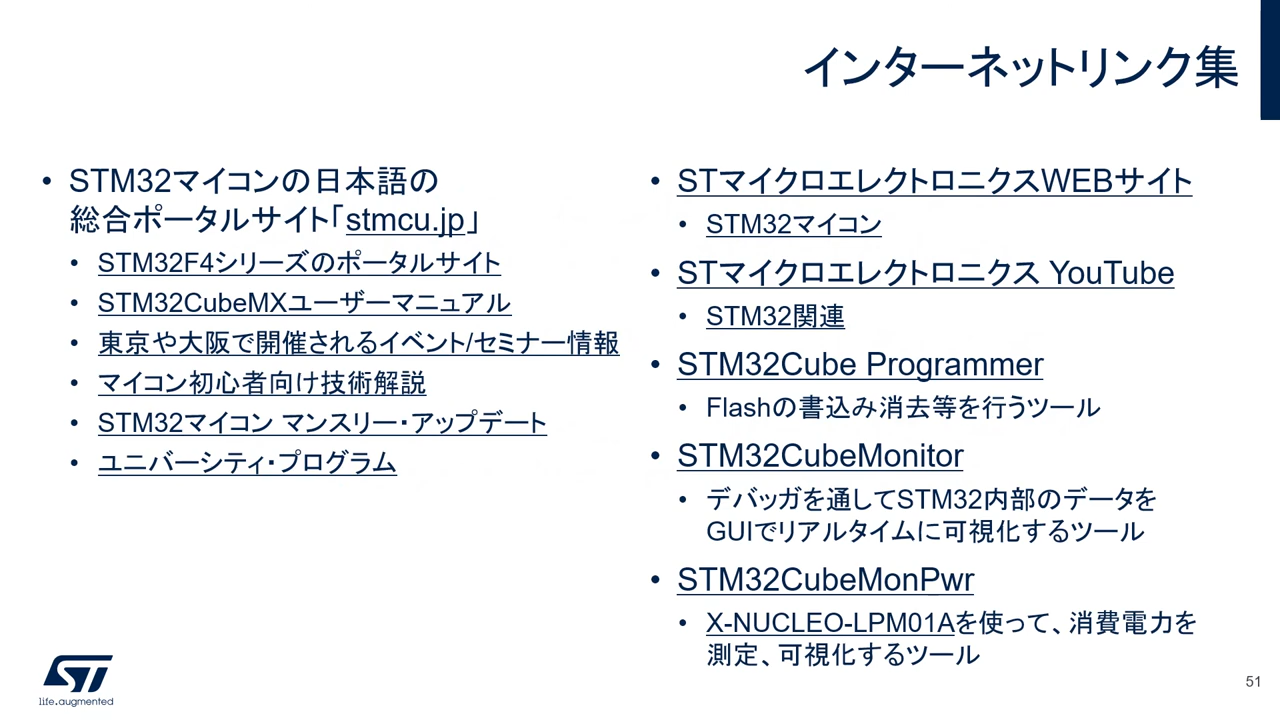 インターネットリンク集
• STM32マイコンの日本語の
総合ポータルサイト「stmcu.jp」
• STM32F4シリーズのポータルサイト
• STM32CubeMXユーザーマニュアル
• 東京や大阪で開催されるイベント/セミナー情報
• マイコン初心者向け技術解説
• STM32マイコン マンスリー・アップデート
• ユニバーシティ・プログラム
• STマイクロエレクトロニクスWEBサイト
• STM32マイコン
• STマイクロエレクトロニクス YouTube
• STM32関連
• STM32Cube Programmer
• Flashの書込み消去等を行うツール
• STM32CubeMonitor
• デバッガを通してSTM32内部のデータを
GUIでリアルタイムに可視化するツール
• STM32CubeMonPwr
• X-NUCLEO-LPM01Aを使って、消費電力を
測定、可視化するツール
ST
life.augmented
51